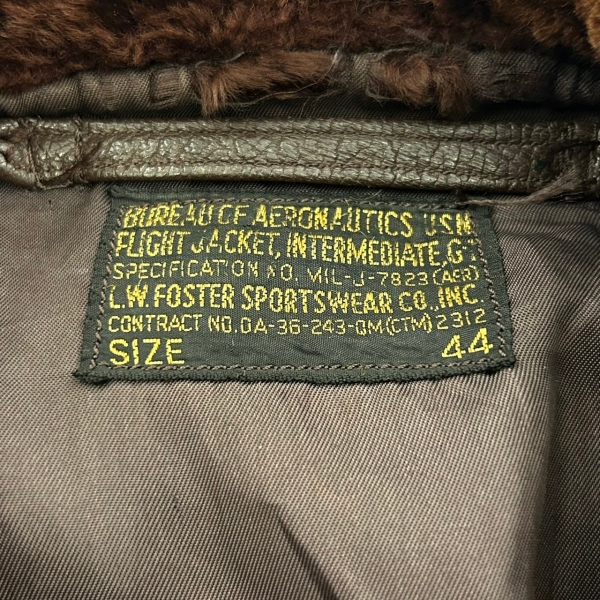 BUREAU OF AERONAUTICS U.S.N.
FLIGHT JACKET, INTERMEDIATE, G-1
SPECIFICATION NO. MIL-J-7823 (AER)
L.W. FOSTER SPORTSWEAR CO., INC.
CONTRACT NO. DA-36-243-QM(CTM) 2312
SIZE 44